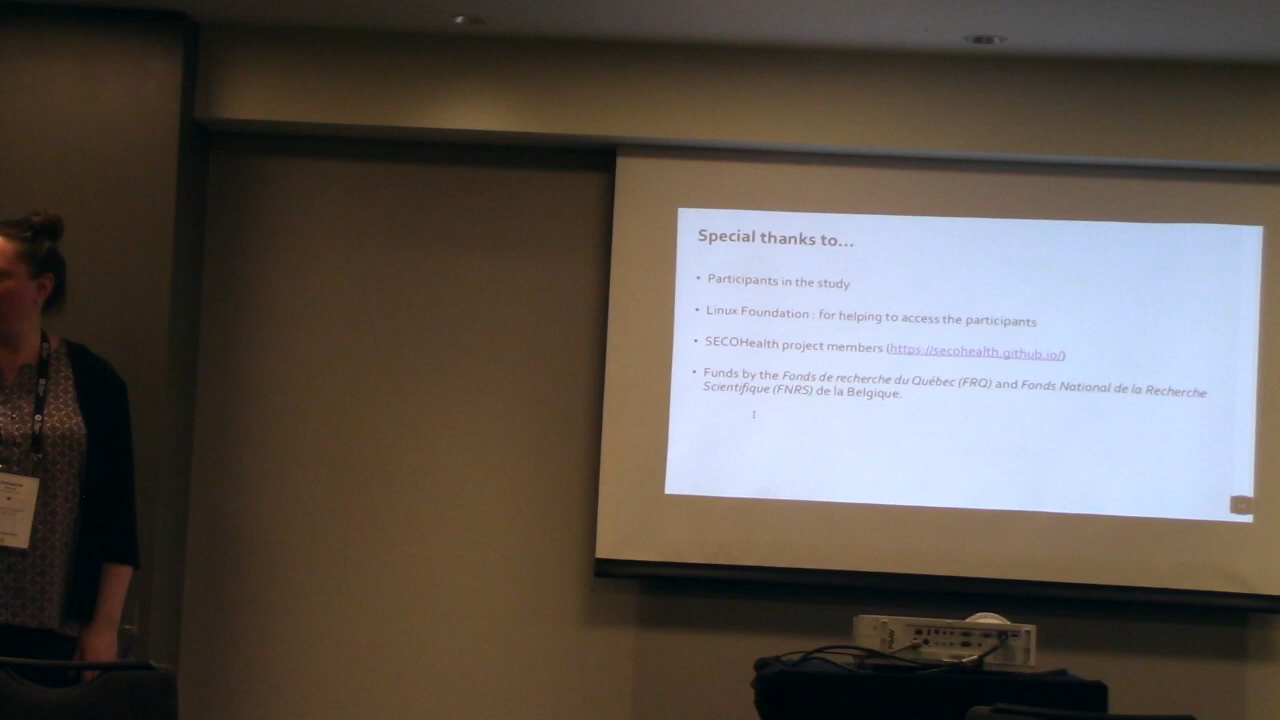 Special thanks to...
• Participants in the study
• Linux Foundation : for helping to access the participants
• SECOHealth project members (https://secohealth.github.io/)
• Funds by the Fonds de recherche du Québec (FRQ) and Fonds National de la Recherche
Scientifique (FNRS) de la Belgique.